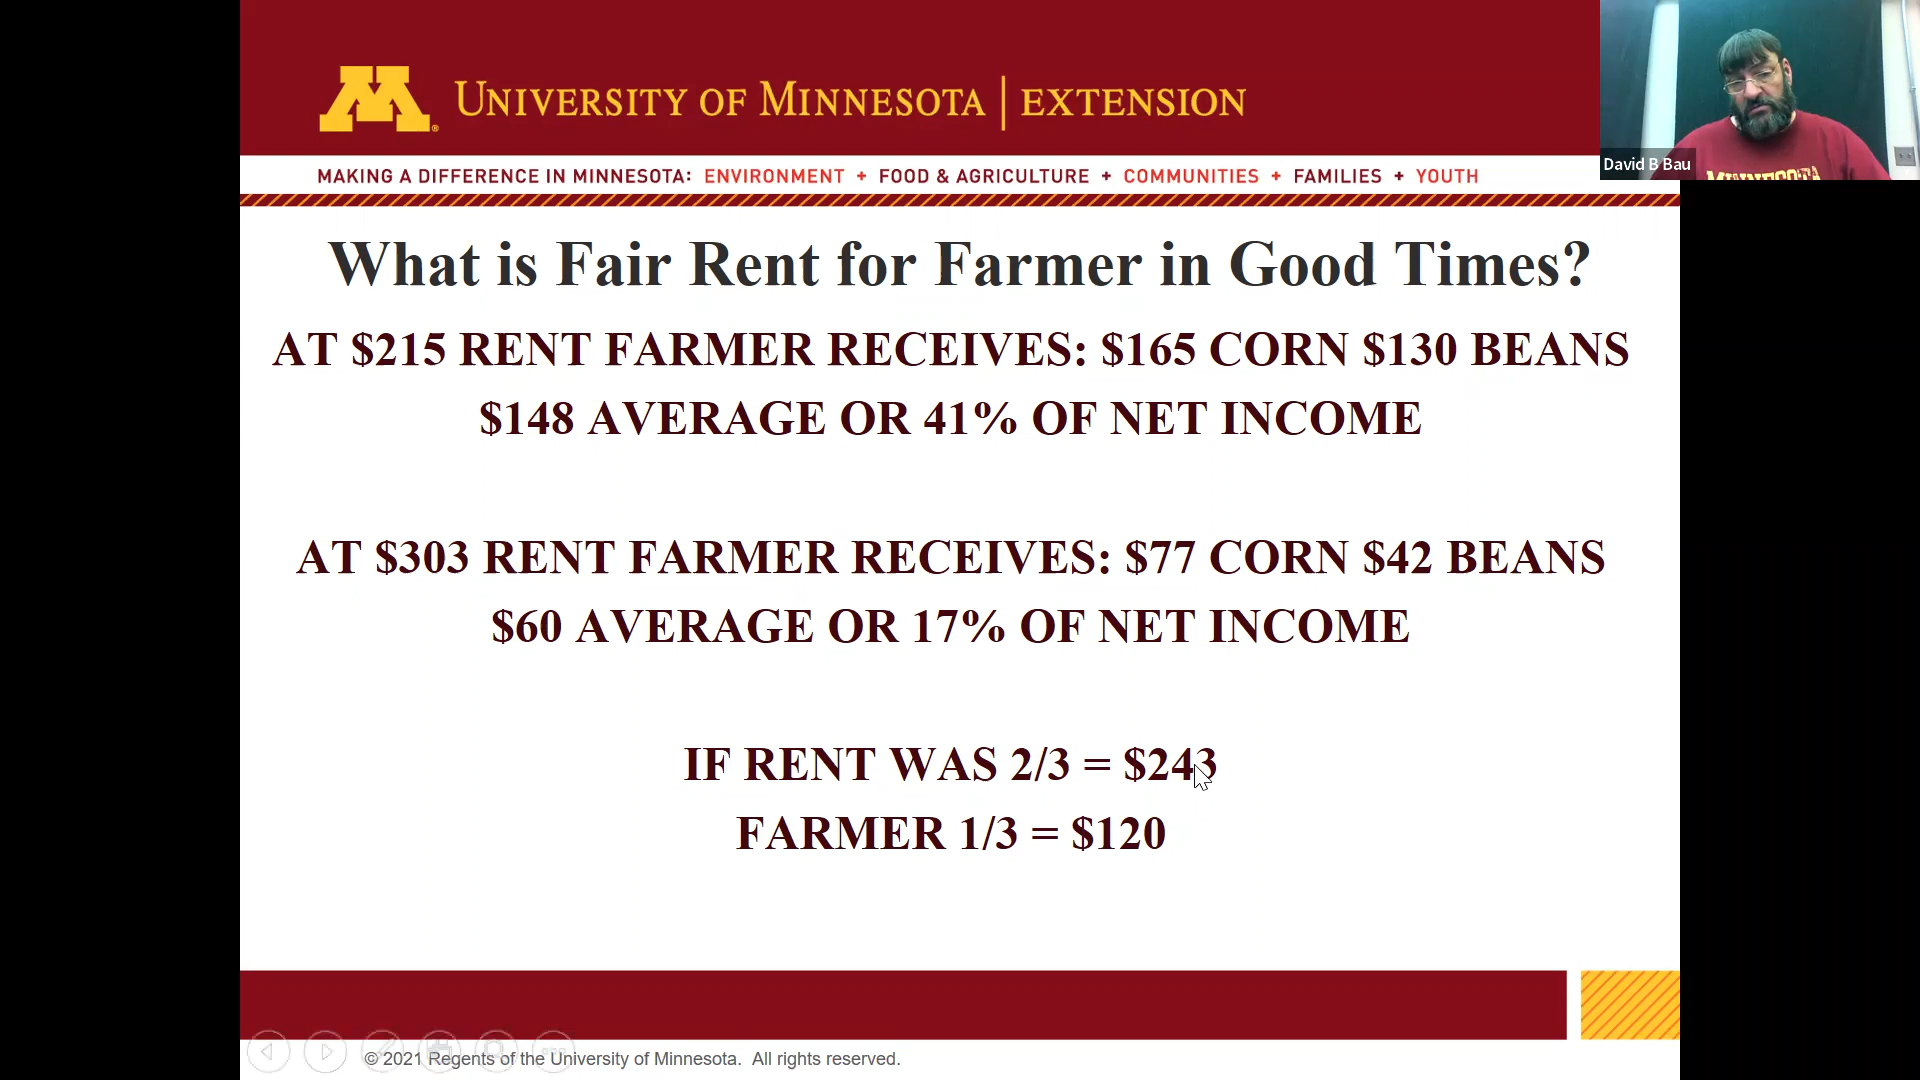 UNIVERSITY OF MINNESOTA | EXTENSION
David B Bau
MINNESOTA
MAKING A DIFFERENCE IN MINNESOTA: ENVIRONMENT + FOOD & AGRICULTURE + COMMUNITIES + FAMILIES + YOUTH
What is Fair Rent for Farmer in Good Times?
AT $215 RENT FARMER RECEIVES: $165 CORN $130 BEANS
$148 AVERAGE OR 41% OF NET INCOME
AT $303 RENT FARMER RECEIVES: $77 CORN $42 BEANS
$60 AVERAGE OR 17% OF NET INCOME
IF RENT WAS 2/3 = $243
FARMER 1/3 = $120
© 2021 Regents of the University of Minnesota. All rights reserved.